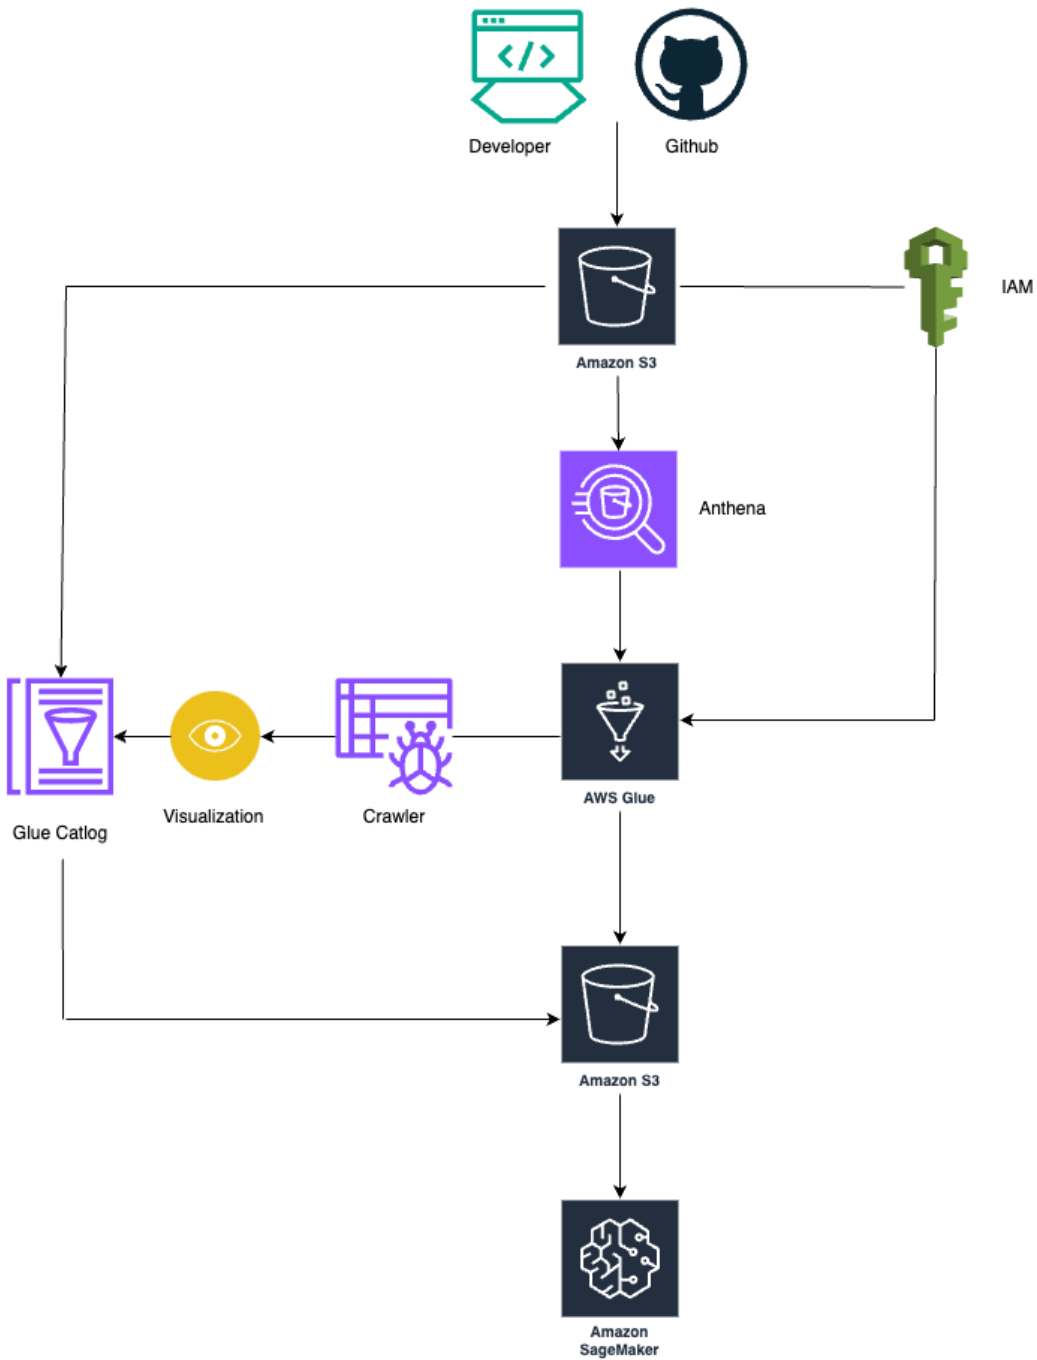 Developer
Github
IAM
Amazon S3
Anthena
AWS Glue
Visualization
Crawler
Glue Catlog
Amazon S3
Amazon
SageMaker